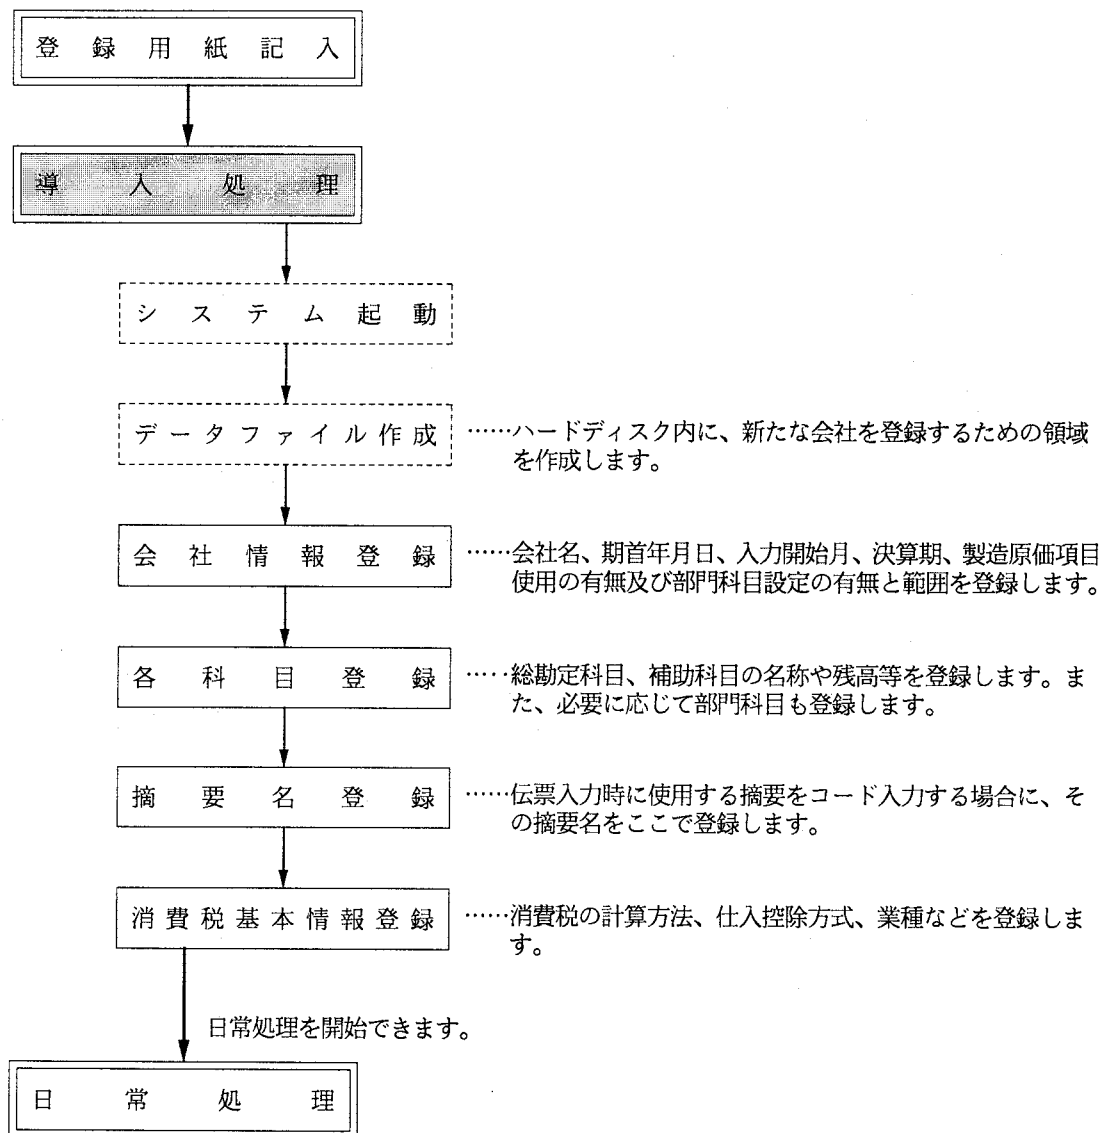 登録用紙記入
導入処理
システム起動
データファイル作成
……ハードディスク内に、新たな会社を登録するための領域
を作成します。
会社情報登録
……会社名、期首年月日、入力開始月、決算期、製造原価項目
使用の有無及び部門科目設定の有無と範囲を登録します。
各科目登録
……総勘定科目、補助科目の名称や残高等を登録します。ま
た、必要に応じて部門科目も登録します。
摘要名登録
……伝票入力時に使用する摘要をコード入力する場合に、そ
の摘要名をここで登録します。
消費税基本情報登録
……消費税の計算方法、仕入控除方式、業種などを登録しま
す。
日常処理を開始できます。
日常処理